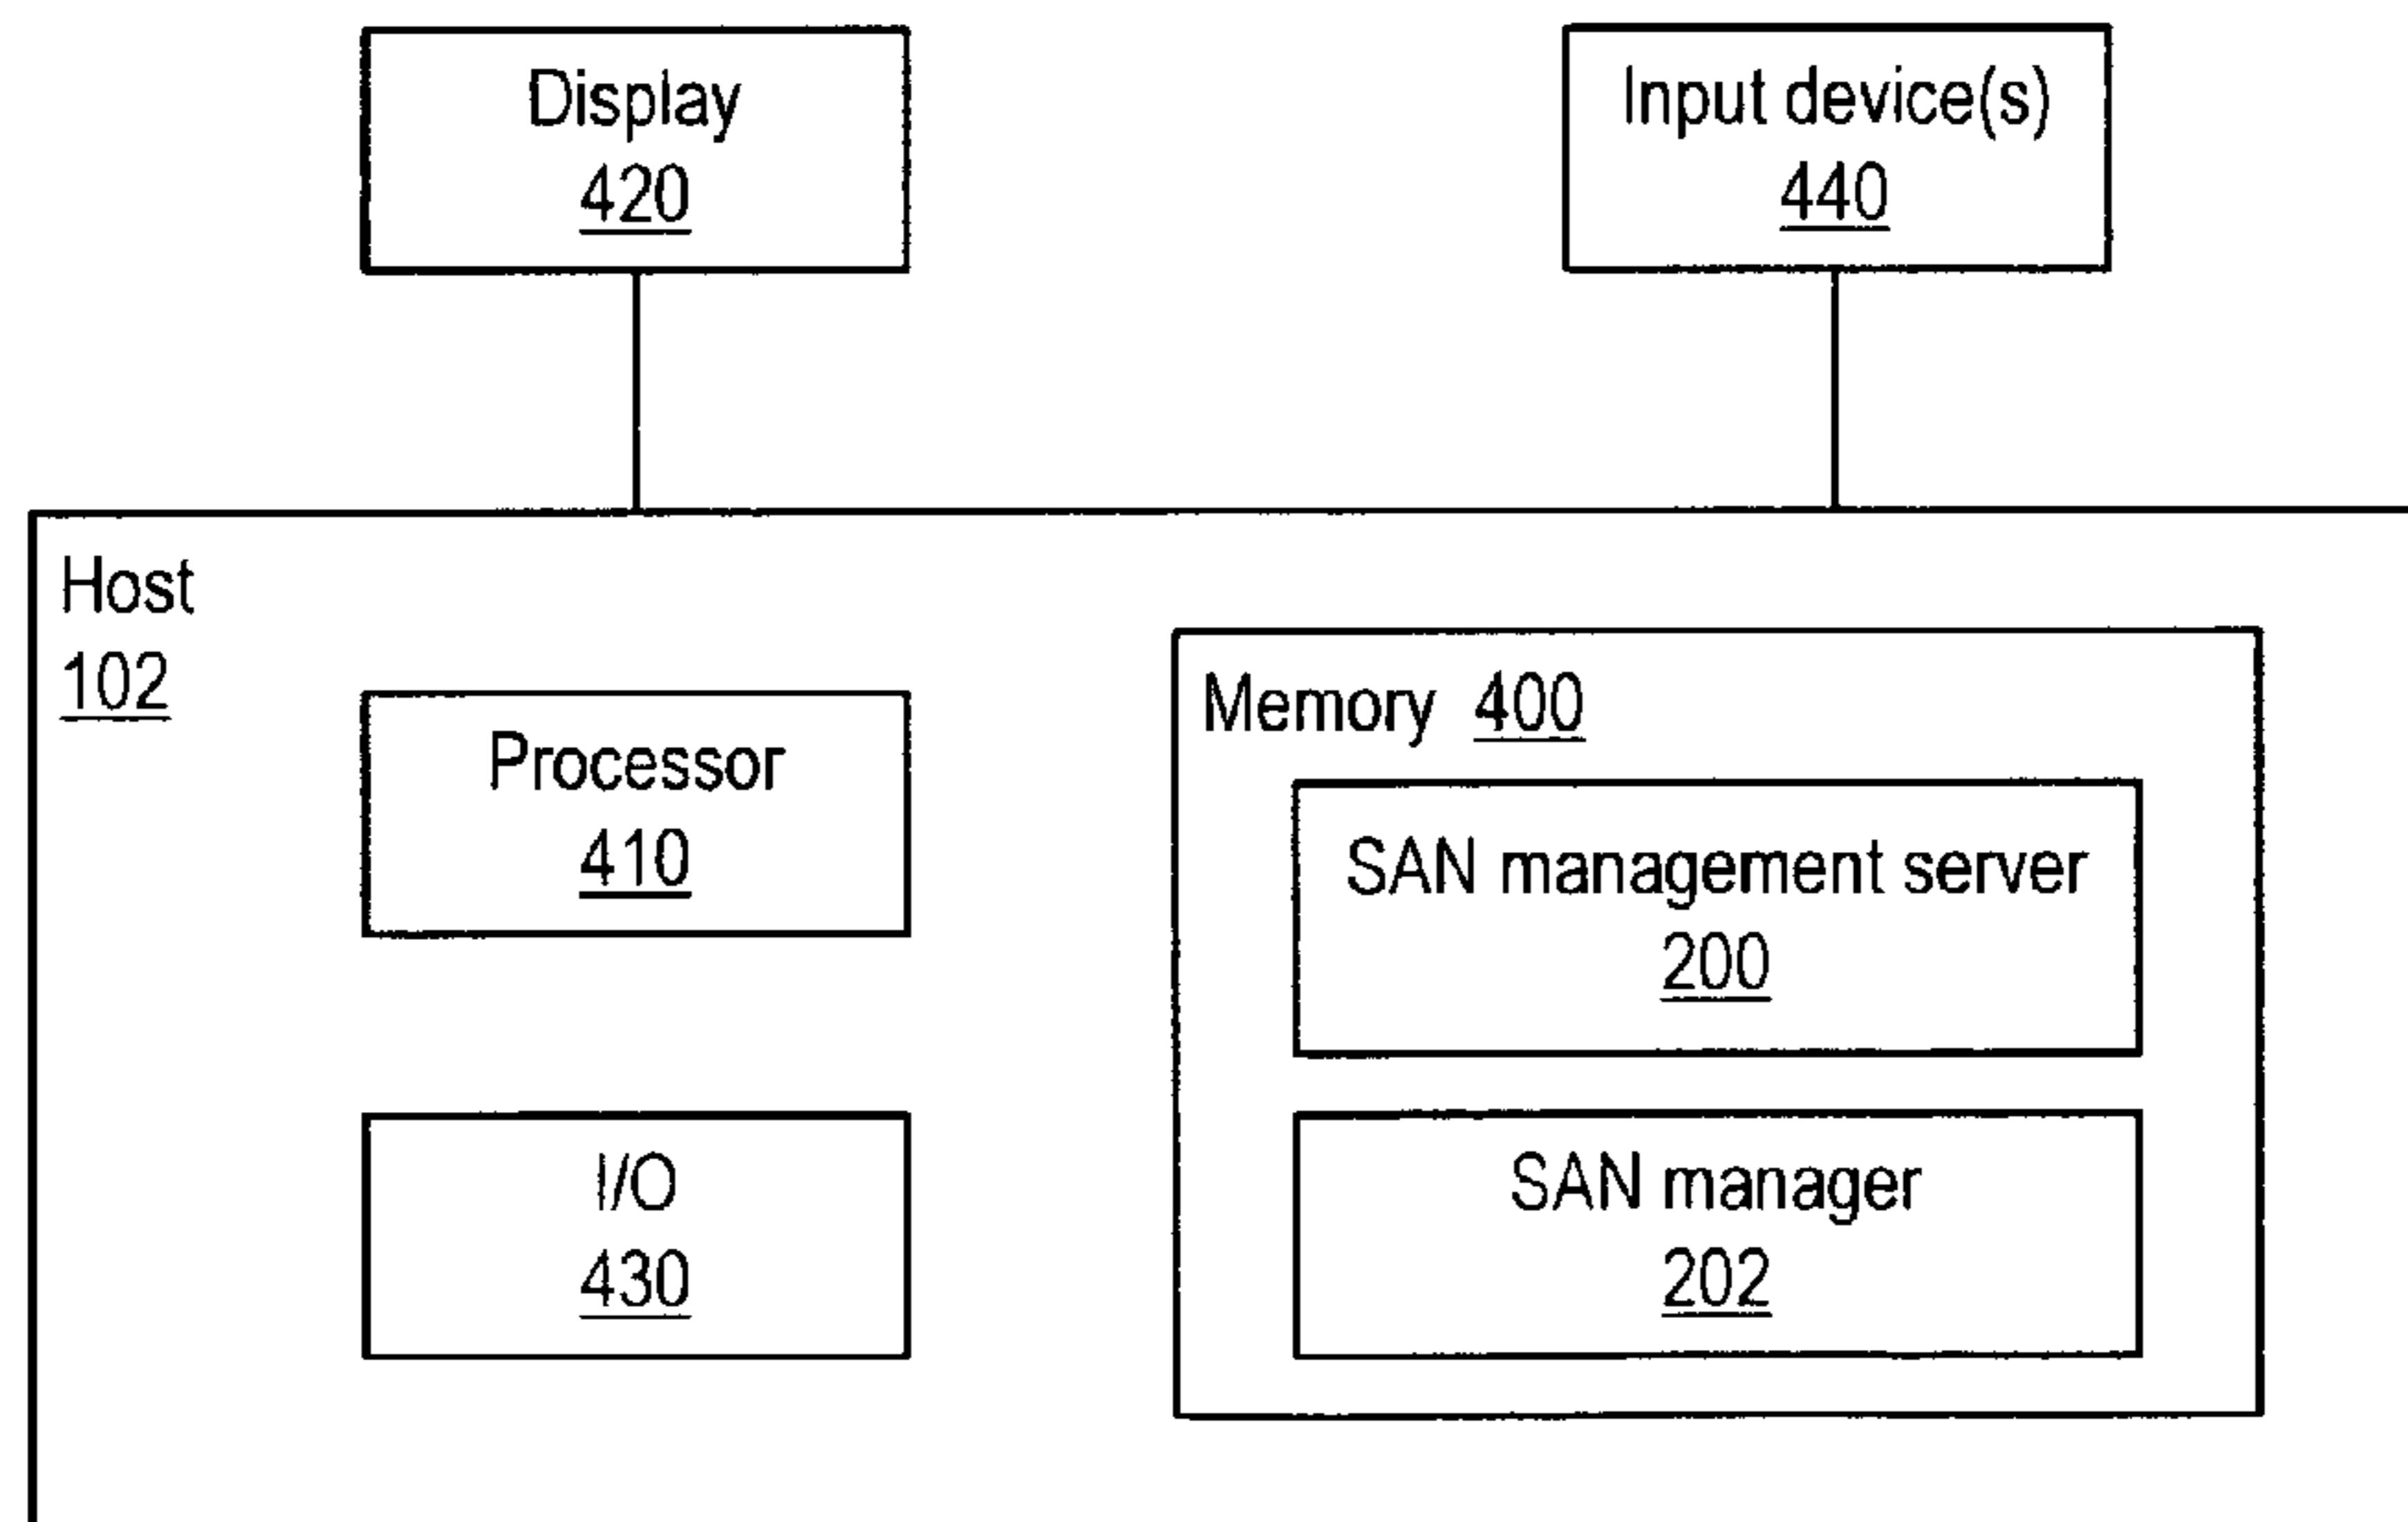 Display
420
Input device(s)
440
Host
102
Processor
410
I/O
430
Memory 400
SAN management server
200
SAN manager
202